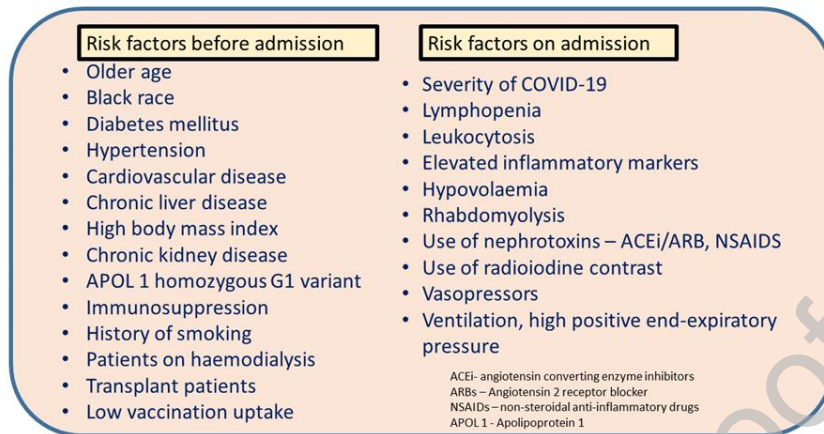 Risk factors before admission
• Older age
• Black race
• Diabetes mellitus
• Hypertension
• Cardiovascular disease
• Chronic liver disease
• High body mass index
• Chronic kidney disease
• APOL 1 homozygous G1 variant
• Immunosuppression
• History of smoking
• Patients on haemodialysis
• Transplant patients
• Low vaccination uptake
Risk factors on admission
• Severity of COVID-19
• Lymphopenia
• Leukocytosis
• Elevated inflammatory markers
• Hypovolaemia
• Rhabdomyolysis
• Use of nephrotoxins – ACEi/ARB, NSAIDS
• Use of radioiodine contrast
• Vasopressors
• Ventilation, high positive end-expiratory
pressure
ACEi- angiotensin converting enzyme inhibitors
ARBs – Angiotensin 2 receptor blocker
NSAIDs – non-steroidal anti-inflammatory drugs
APOL 1 - Apolipoprotein 1